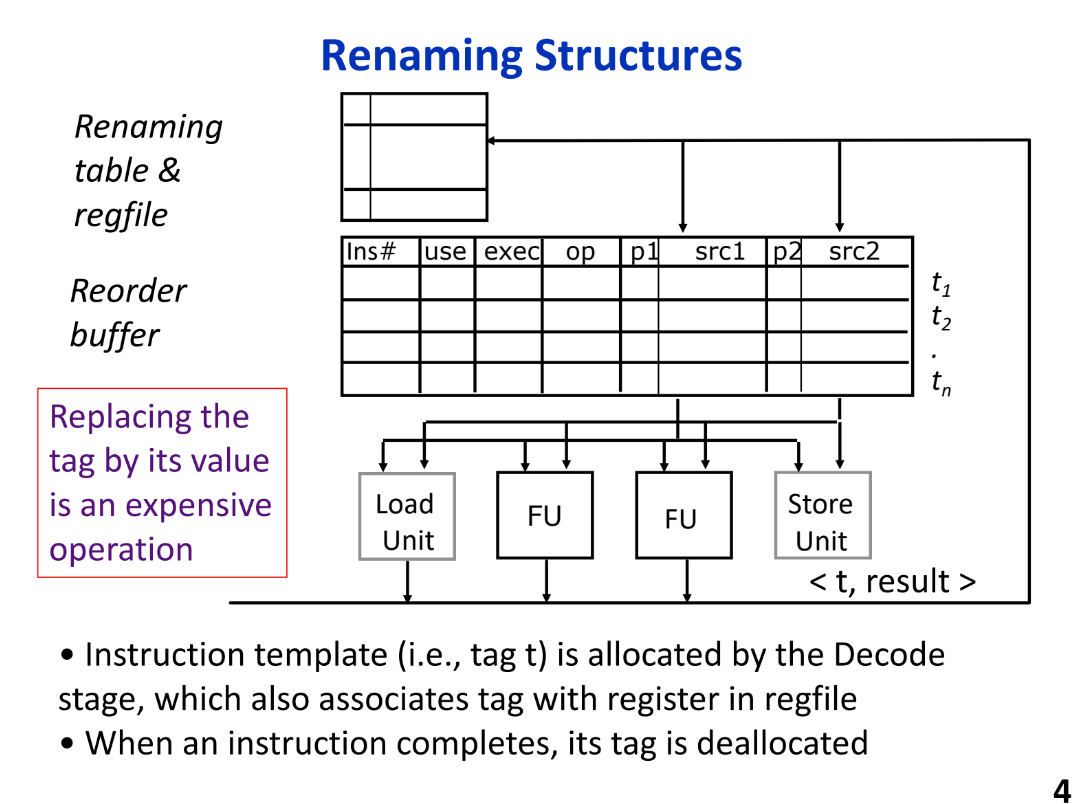 Renaming Structures
Renaming
table &
regfile
Ins# use exec op p1 src1 p2 src2
Reorder
buffer
t1
t2
.
tn
Replacing the
tag by its value
is an expensive
operation
Load
Unit
FU
FU
Store
Unit
< t, result >
• Instruction template (i.e., tag t) is allocated by the Decode
stage, which also associates tag with register in regfile
• When an instruction completes, its tag is deallocated
4